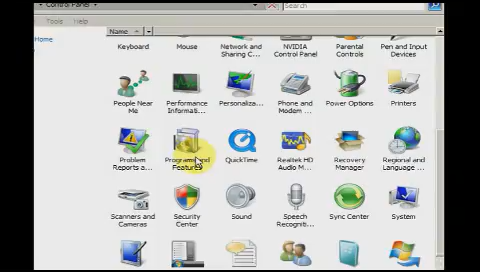 Control Panel
Search
Tools Help
Home
Name
Keyboard
Mouse
Network and
Sharing C...
NVIDIA
Control Panel
Parental
Controls
Pen and Input
Devices
People Near
Me
Performance
Informati...
Personaliza...
Phone and
Modem ...
Power Options
Printers
Problem
Reports a...
Programs and
Features
QuickTime
Realtek HD
Audio M...
Recovery
Manager
Regional and
Language ...
Scanners and
Cameras
Security
Center
Sound
Speech
Recogniti...
Sync Center
System